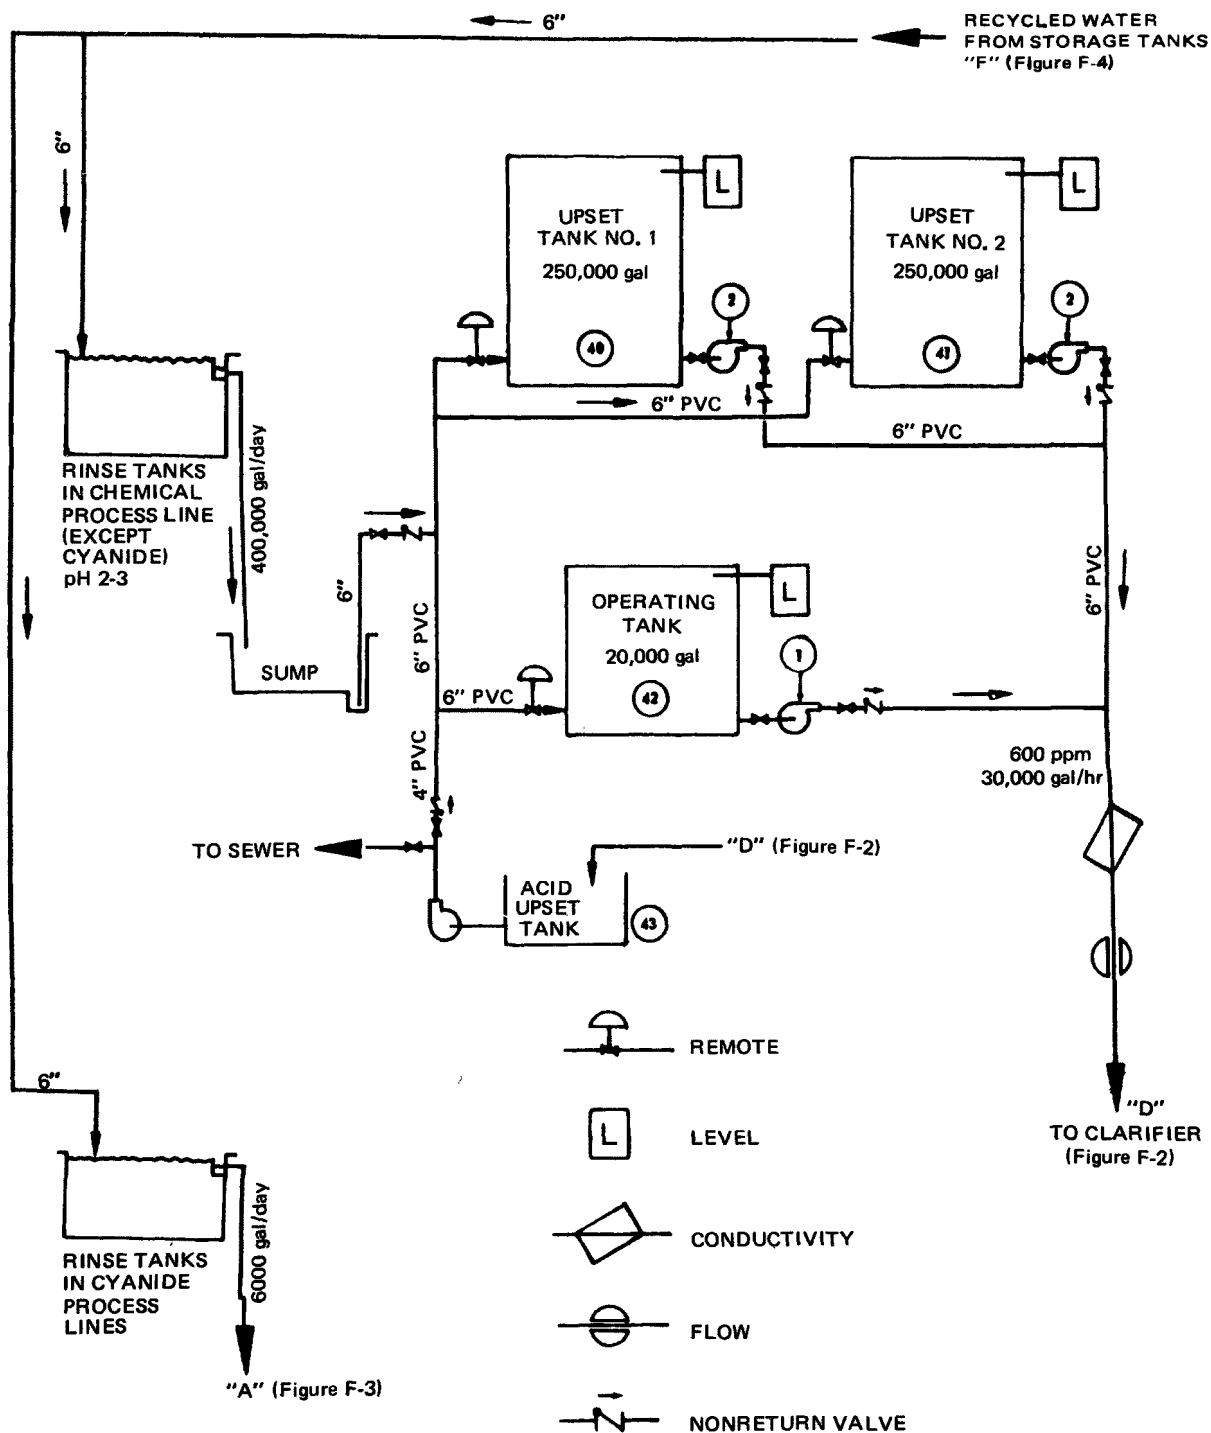 6"
RECYCLED WATER
FROM STORAGE TANKS
"F" (Figure F-4)
6"
UPSET
TANK NO. 1
250,000 gal
40
L
2
UPSET
TANK NO. 2
250,000 gal
41
L
2
6" PVC
6" PVC
RINSE TANKS
IN CHEMICAL
PROCESS LINE
(EXCEPT
CYANIDE)
pH 2-3
400,000 gal/day
SUMP
6"
6" PVC
6" PVC
OPERATING
TANK
20,000 gal
42
L
1
6" PVC
600 ppm
30,000 gal/hr
4" PVC
TO SEWER
"D" (Figure F-2)
ACID
UPSET
TANK
43
"D"
TO CLARIFIER
(Figure F-2)
6"
RINSE TANKS
IN CYANIDE
PROCESS
LINES
6000 gal/day
"A" (Figure F-3)
REMOTE
L
LEVEL
CONDUCTIVITY
FLOW
NONRETURN VALVE